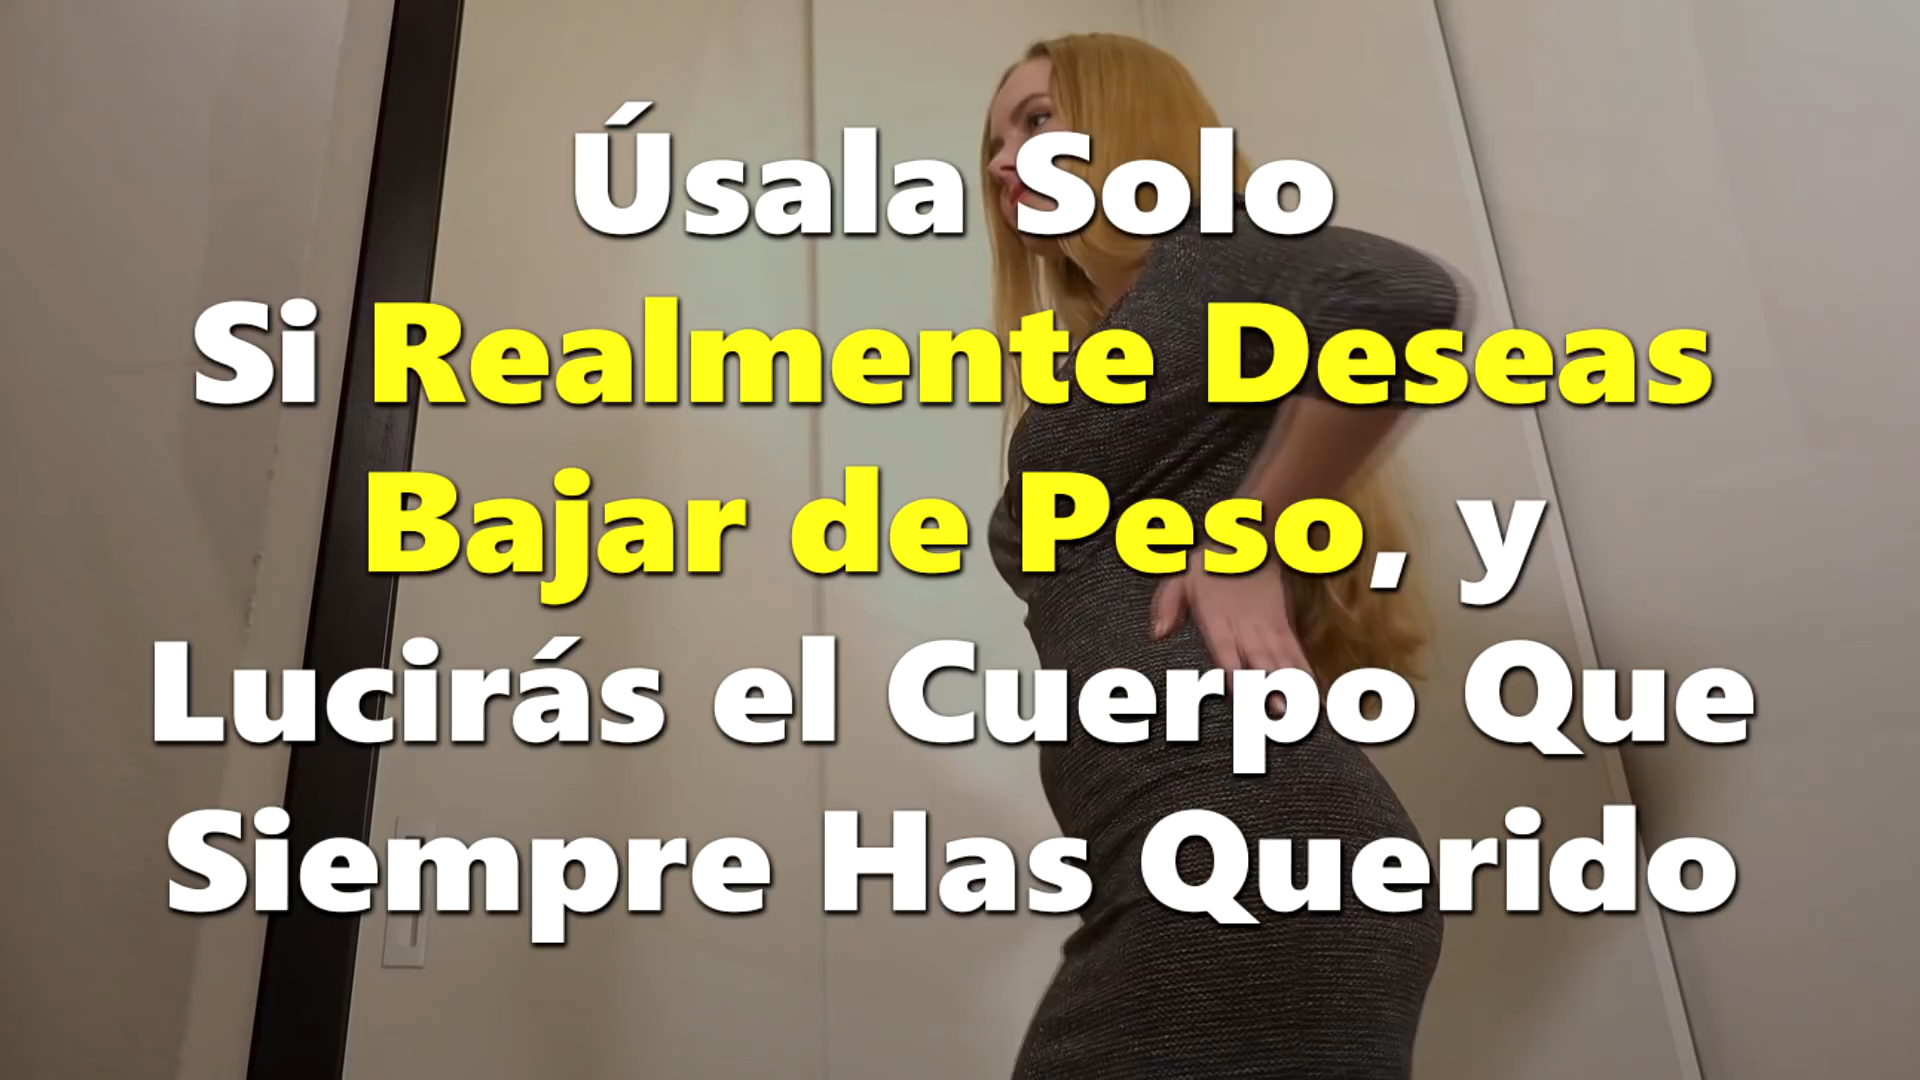 Úsala Solo
Si Realmente Deseas
Bajar de Peso, y
Lucirás el Cuerpo Que
Siempre Has Querido